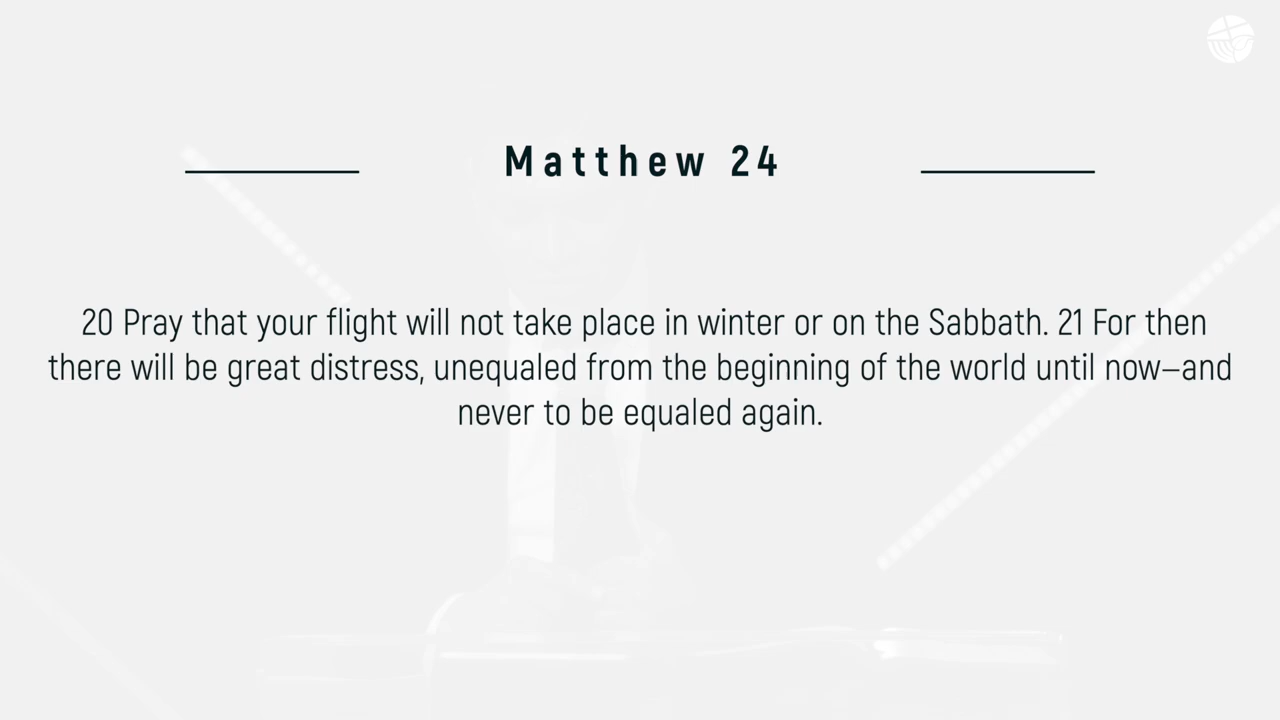 Matthew 24
20 Pray that your flight will not take place in winter or on the Sabbath. 21 For then
there will be great distress, unequaled from the beginning of the world until now—and
never to be equaled again.